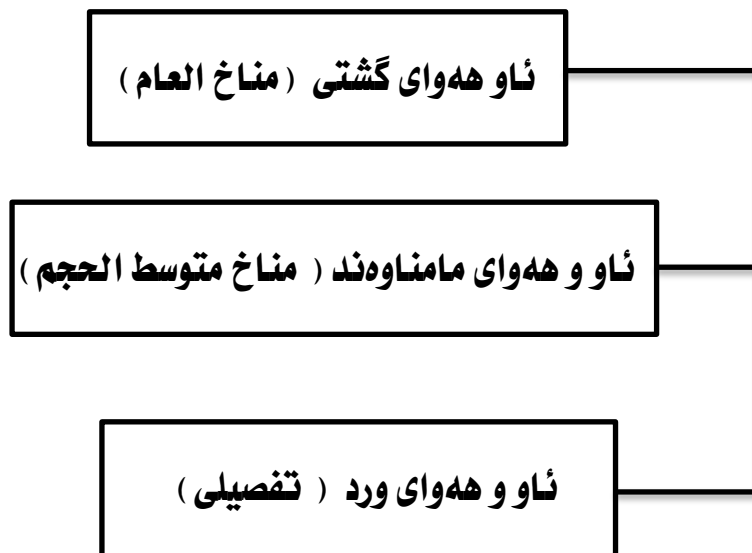 ئاو هەوای گشتی ( مناخ العام )
ئاو و هەوای مامناوەند ( مناخ متوسط الحجم )
ئاو و هەوای ورد ( تفصیلی )